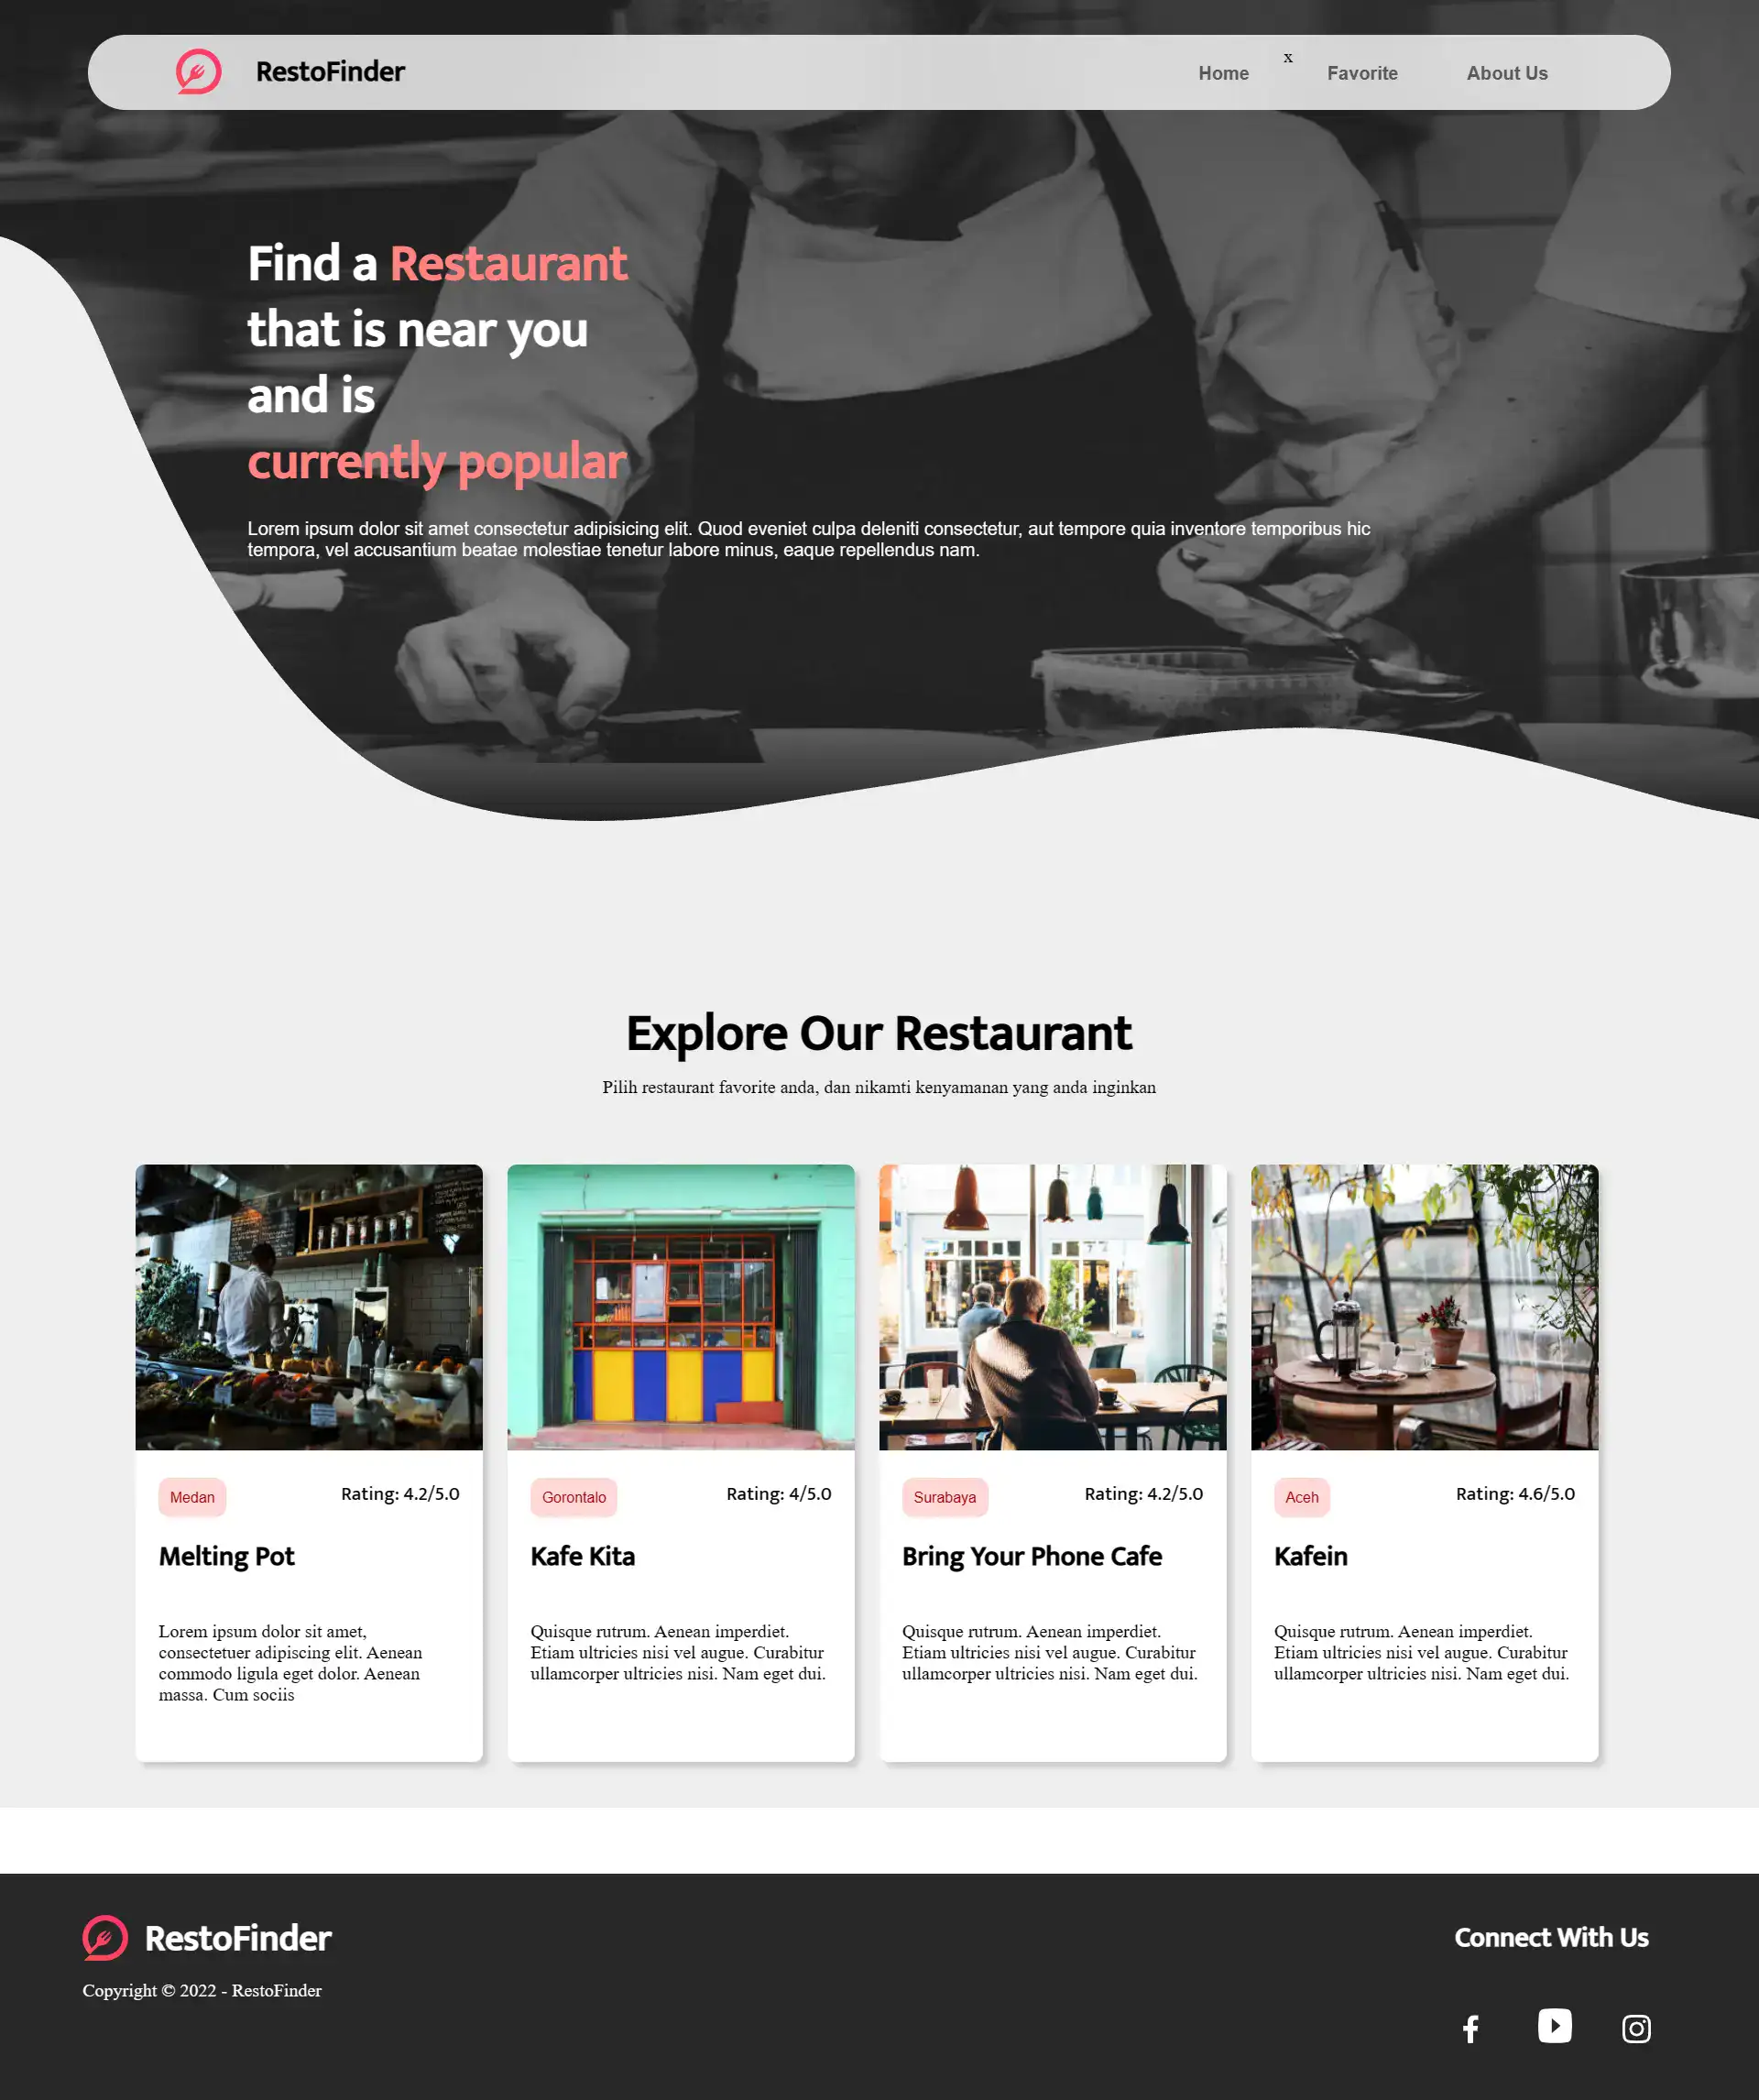 RestoFinder
Home
x
Favorite
About Us
Find a Restaurant
that is near you
and is
currently popular
Lorem ipsum dolor sit amet consectetur adipisicing elit. Quod eveniet culpa deleniti consectetur, aut tempore quia inventore temporibus hic
tempora, vel accusantium beatae molestiae tenetur labore minus, eaque repellendus nam.
Explore Our Restaurant
Pilih restaurant favorite anda, dan nikamti kenyamanan yang anda inginkan
Medan
Rating: 4.2/5.0
Melting Pot
Lorem ipsum dolor sit amet,
consectetuer adipiscing elit. Aenean
commodo ligula eget dolor. Aenean
massa. Cum sociis
Gorontalo
Rating: 4/5.0
Kafe Kita
Quisque rutrum. Aenean imperdiet.
Etiam ultricies nisi vel augue. Curabitur
ullamcorper ultricies nisi. Nam eget dui.
Surabaya
Rating: 4.2/5.0
Bring Your Phone Cafe
Quisque rutrum. Aenean imperdiet.
Etiam ultricies nisi vel augue. Curabitur
ullamcorper ultricies nisi. Nam eget dui.
Aceh
Rating: 4.6/5.0
Kafein
Quisque rutrum. Aenean imperdiet.
Etiam ultricies nisi vel augue. Curabitur
ullamcorper ultricies nisi. Nam eget dui.
RestoFinder
Copyright © 2022 - RestoFinder
Connect With Us